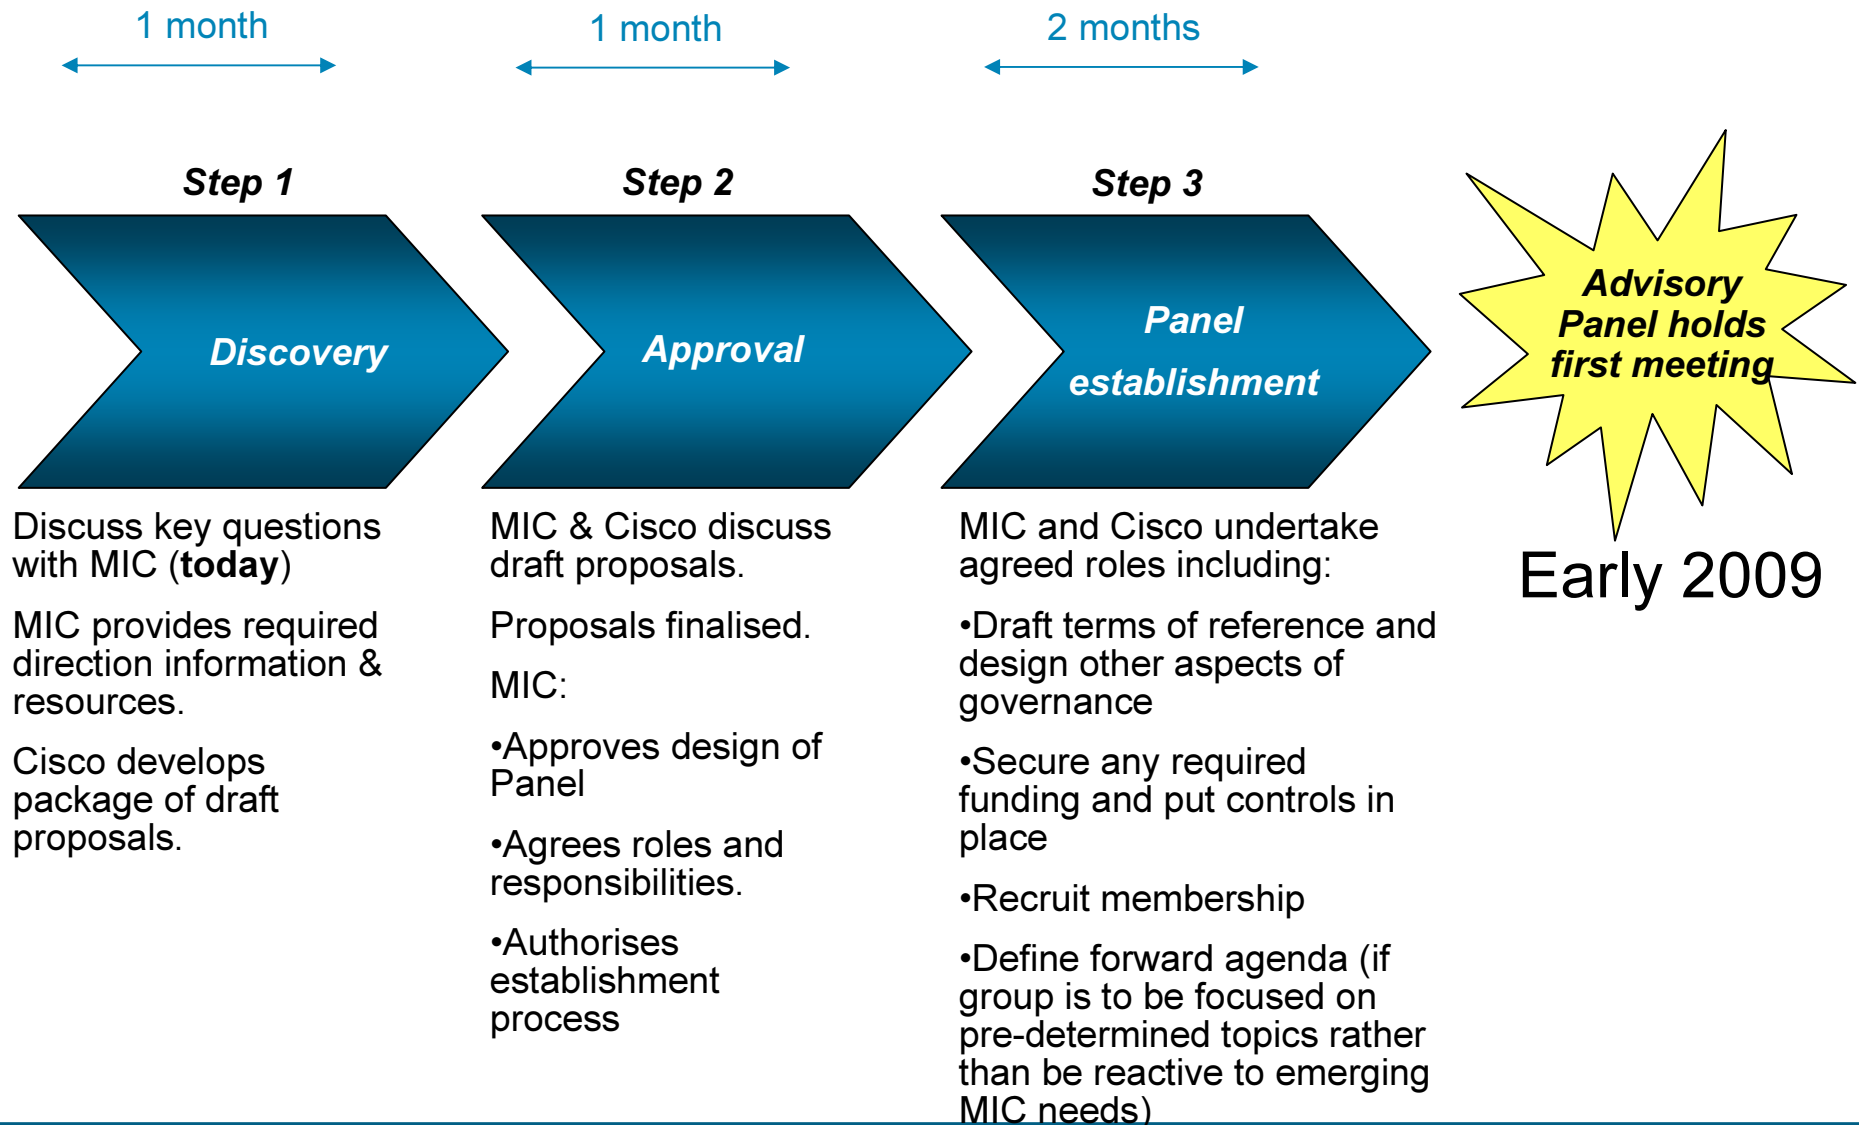 1 month
1 month
2 months
Step 1
Step 2
Step 3
Discovery
Approval
Panel
establishment
Advisory
Panel holds
first meeting
Discuss key questions
with MIC (today)
MIC provides required
direction information &
resources.
Cisco develops
package of draft
proposals.
MIC & Cisco discuss
draft proposals.
Proposals finalised.
MIC:
•Approves design of
Panel
•Agrees roles and
responsibilities.
•Authorises
establishment
process
MIC and Cisco undertake
agreed roles including:
•Draft terms of reference and
design other aspects of
governance
•Secure any required
funding and put controls in
place
•Recruit membership
•Define forward agenda (if
group is to be focused on
pre-determined topics rather
than be reactive to emerging
MIC needs)
Early 2009